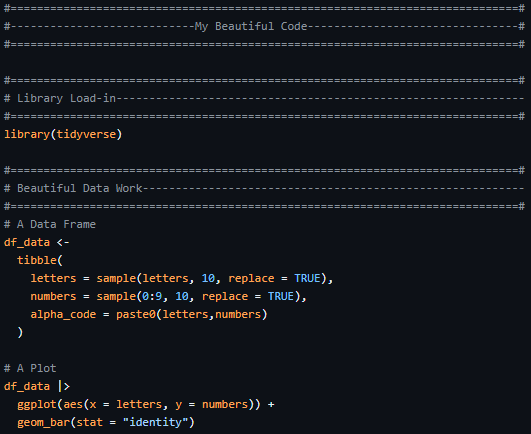 #=============================================================================#
#----------------------------My Beautiful Code--------------------------------#
#=============================================================================#

#=============================================================================#
# Library Load-in--------------------------------------------------------------
#=============================================================================#
library(tidyverse)

#=============================================================================#
# Beautiful Data Work----------------------------------------------------------
#=============================================================================#
# A Data Frame
df_data <-
  tibble(
    letters = sample(letters, 10, replace = TRUE),
    numbers = sample(0:9, 10, replace = TRUE),
    alpha_code = paste0(letters,numbers)
  )

# A Plot
df_data |>
  ggplot(aes(x = letters, y = numbers)) +
  geom_bar(stat = "identity")